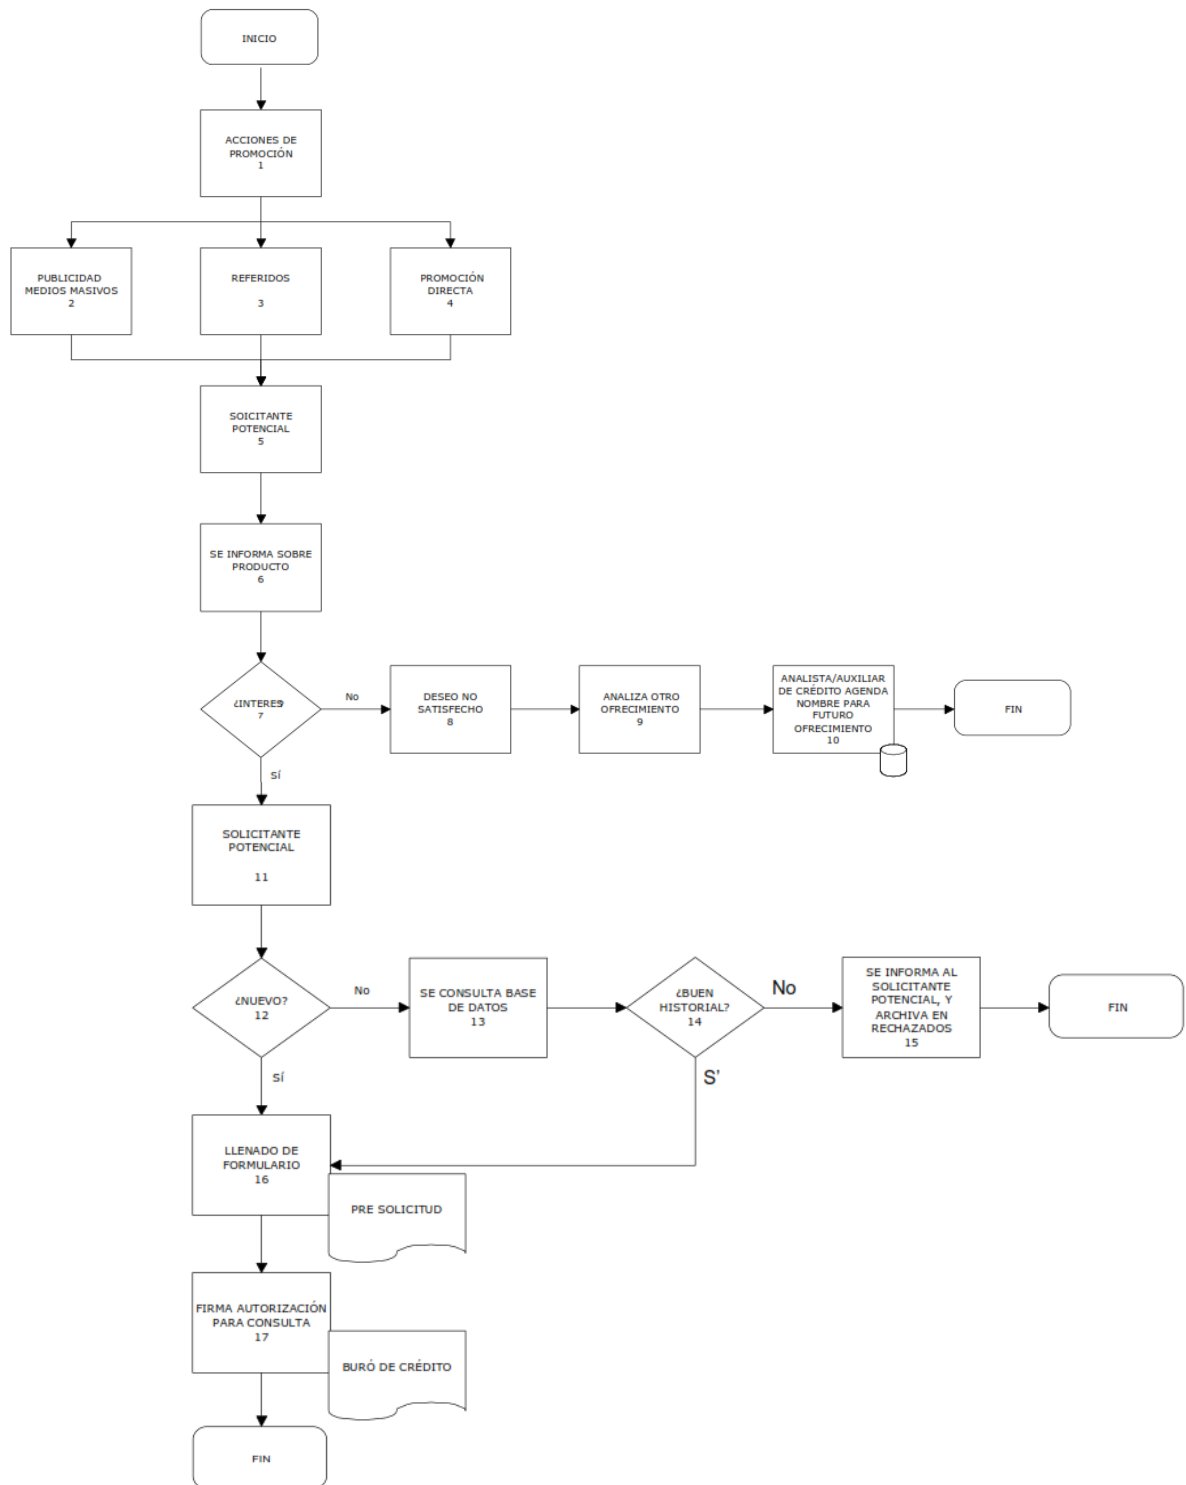 INICIO
ACCIONES DE
PROMOCIÓN
1
PUBLICIDAD
MEDIOS MASIVOS
2
REFERIDOS
3
PROMOCIÓN
DIRECTA
4
SOICITANTE
POTENCIAL
5
SE INFORMA SOBRE
PRODUCTO
6
¿INTERES?
7
No
DESEO NO
SATISFECHO
8
ANALIZA OTRO
OFRECIMIENTO
9
ANALISTA/AUXILIAR
DE CRÉDITO AGENDA
NOMBRE PARA
FUTURO
OFRECIMIENTO
10
FIN
SÍ
SOLICITANTE
POTENCIAL
11
¿NUEVO?
12
No
SE CONSULTA BASE
DE DATOS
13
¿BUEN
HISTORIAL?
14
No
SE INFORMA AL
SOLICITANTE
POTENCIAL, Y
ARCHIVA EN
RECHAZADOS
15
FIN
SÍ
S'
LLENADO DE
FORMULARIO
16
PRE SOLICITUD
FIRMA AUTORIZACIÓN
PARA CONSULTA
17
BURÓ DE CRÉDITO
FIN